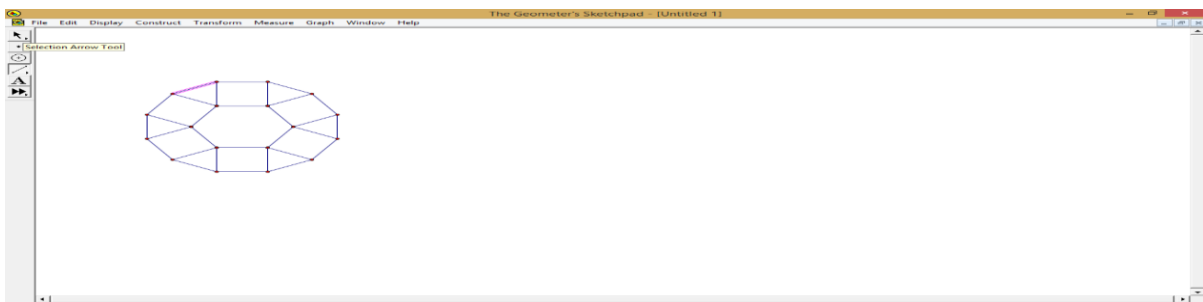 The Geometer's Sketchpad - [Untitled 1]
File Edit Display Construct Transform Measure Graph Window Help
Selection Arrow Tool
A